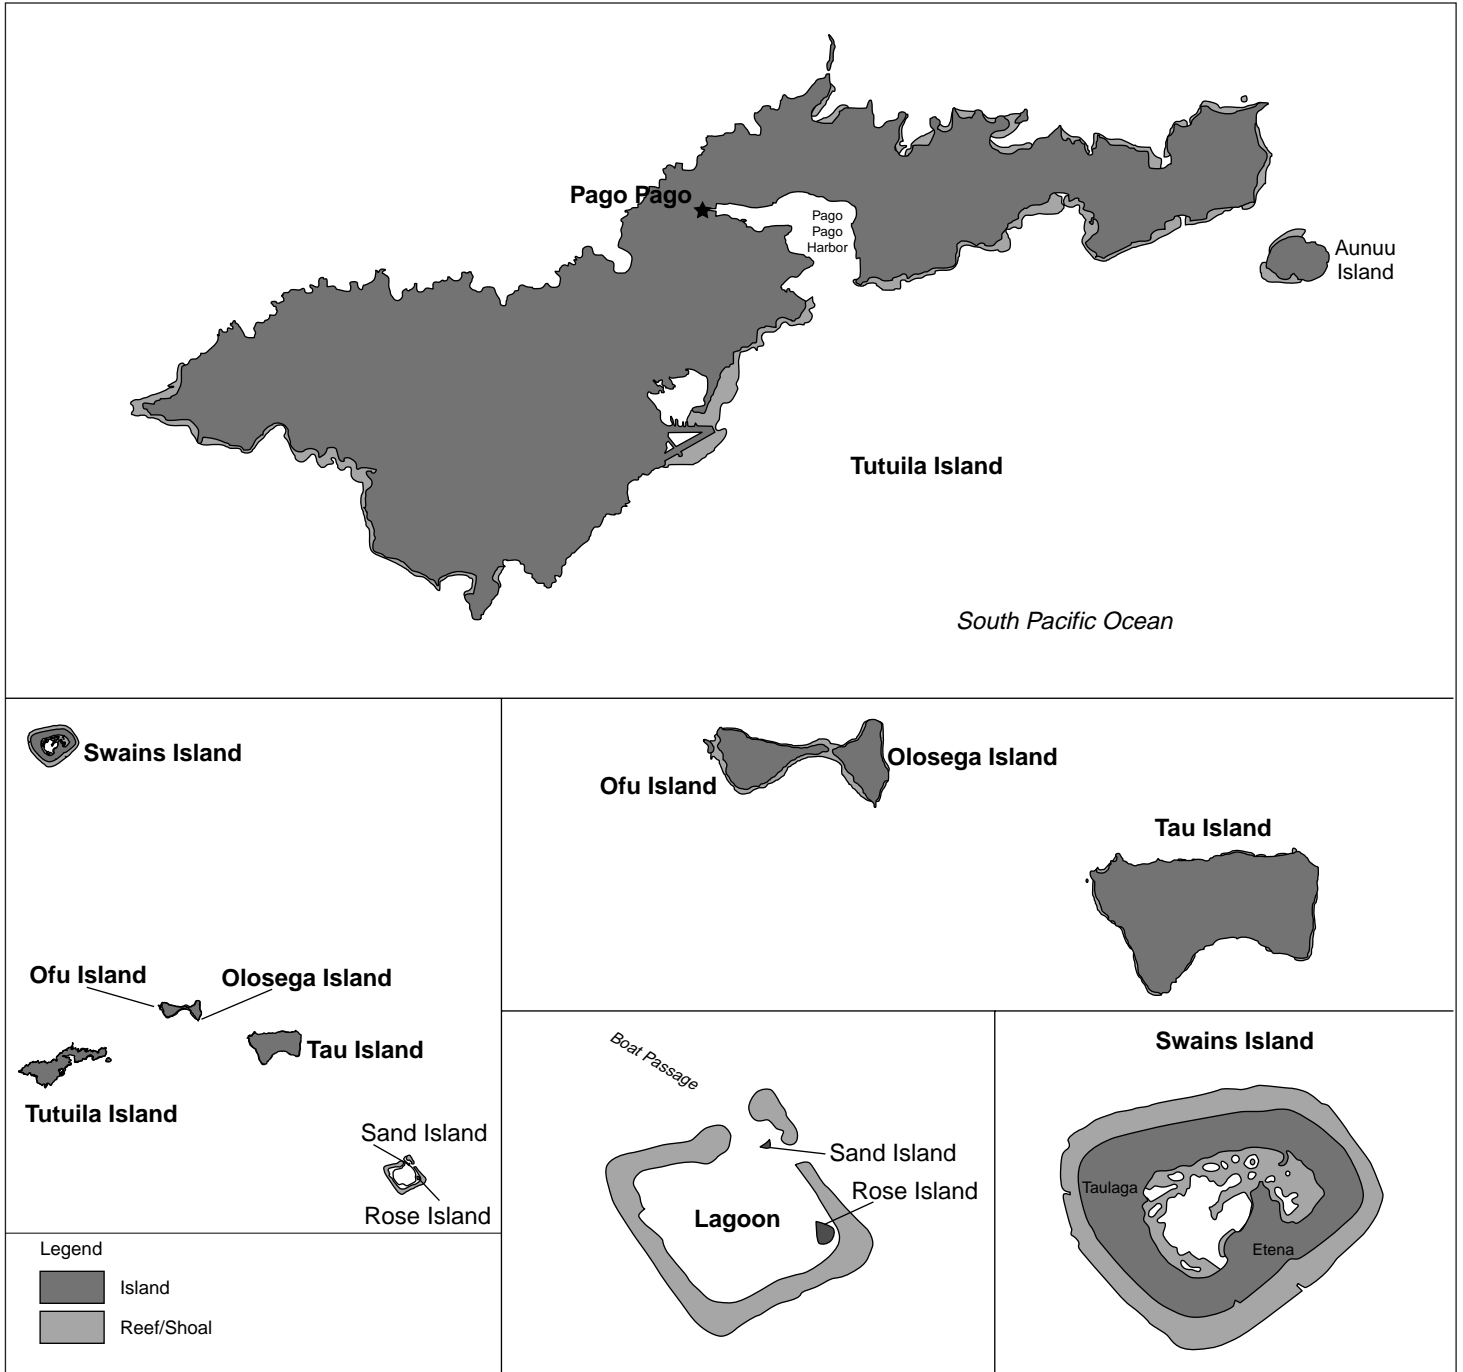 Pago Pago
Pago
Pago
Harbor
Aunuu
Island
Tutuila Island
South Pacific Ocean
Swains Island
Ofu Island
Olosega Island
Tau Island
Tutuila Island
Sand Island
Rose Island
Legend
Island
Reef/Shoal
Olosega Island
Ofu Island
Tau Island
Boat Passage
Sand Island
Rose Island
Lagoon
Swains Island
Taulaga
Etena